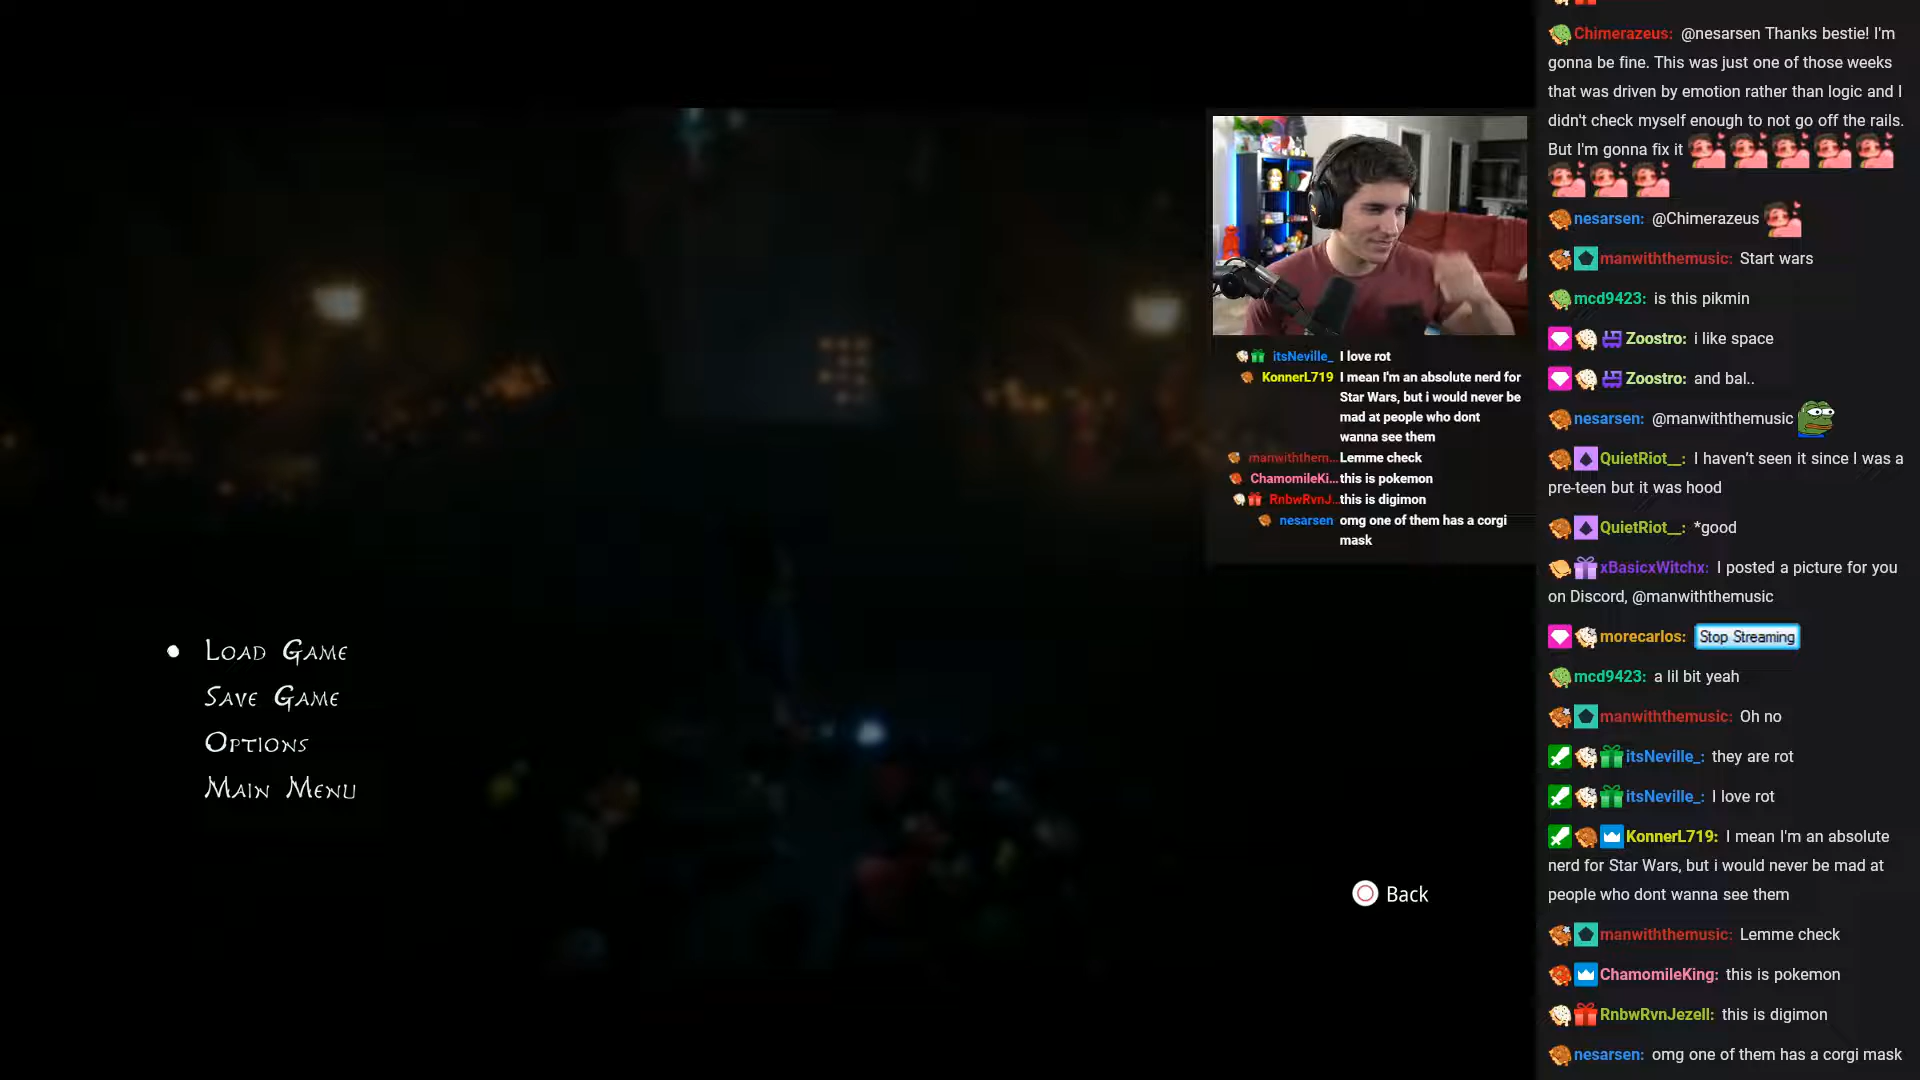 Load Game
Save Game
Options
Main Menu
Back
itsNeville_ I love rot
KonnerL719 I mean I'm an absolute nerd for
Star Wars, but i would never be
mad at people who dont
wanna see them
manwiththem... Lemme check
ChamomileKi... this is pokemon
RnbwRvnJ... this is digimon
nesarsen omg one of them has a corgi
mask
Chimerazeus: @nesarsen Thanks bestie! I'm
gonna be fine. This was just one of those weeks
that was driven by emotion rather than logic and I
didn't check myself enough to not go off the rails.
But I'm gonna fix it
nesarsen: @Chimerazeus
manwiththemusic: Start wars
mcd9423: is this pikmin
Zoostro: i like space
Zoostro: and bal..
nesarsen: @manwiththemusic
QuietRiot__: I haven't seen it since I was a
pre-teen but it was hood
QuietRiot__: *good
xBasicxWitchx: I posted a picture for you
on Discord, @manwiththemusic
morecarlos: Stop Streaming
mcd9423: a lil bit yeah
manwiththemusic: Oh no
itsNeville_: they are rot
itsNeville_: I love rot
KonnerL719: I mean I'm an absolute
nerd for Star Wars, but i would never be mad at
people who dont wanna see them
manwiththemusic: Lemme check
ChamomileKing: this is pokemon
RnbwRvnJezell: this is digimon
nesarsen: omg one of them has a corgi mask